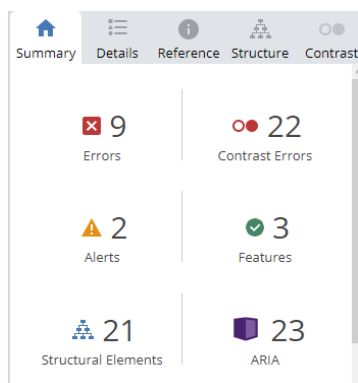 Summary Details Reference Structure Contrast
9 22
Errors Contrast Errors
2 3
Alerts Features
21 23
Structural Elements ARIA